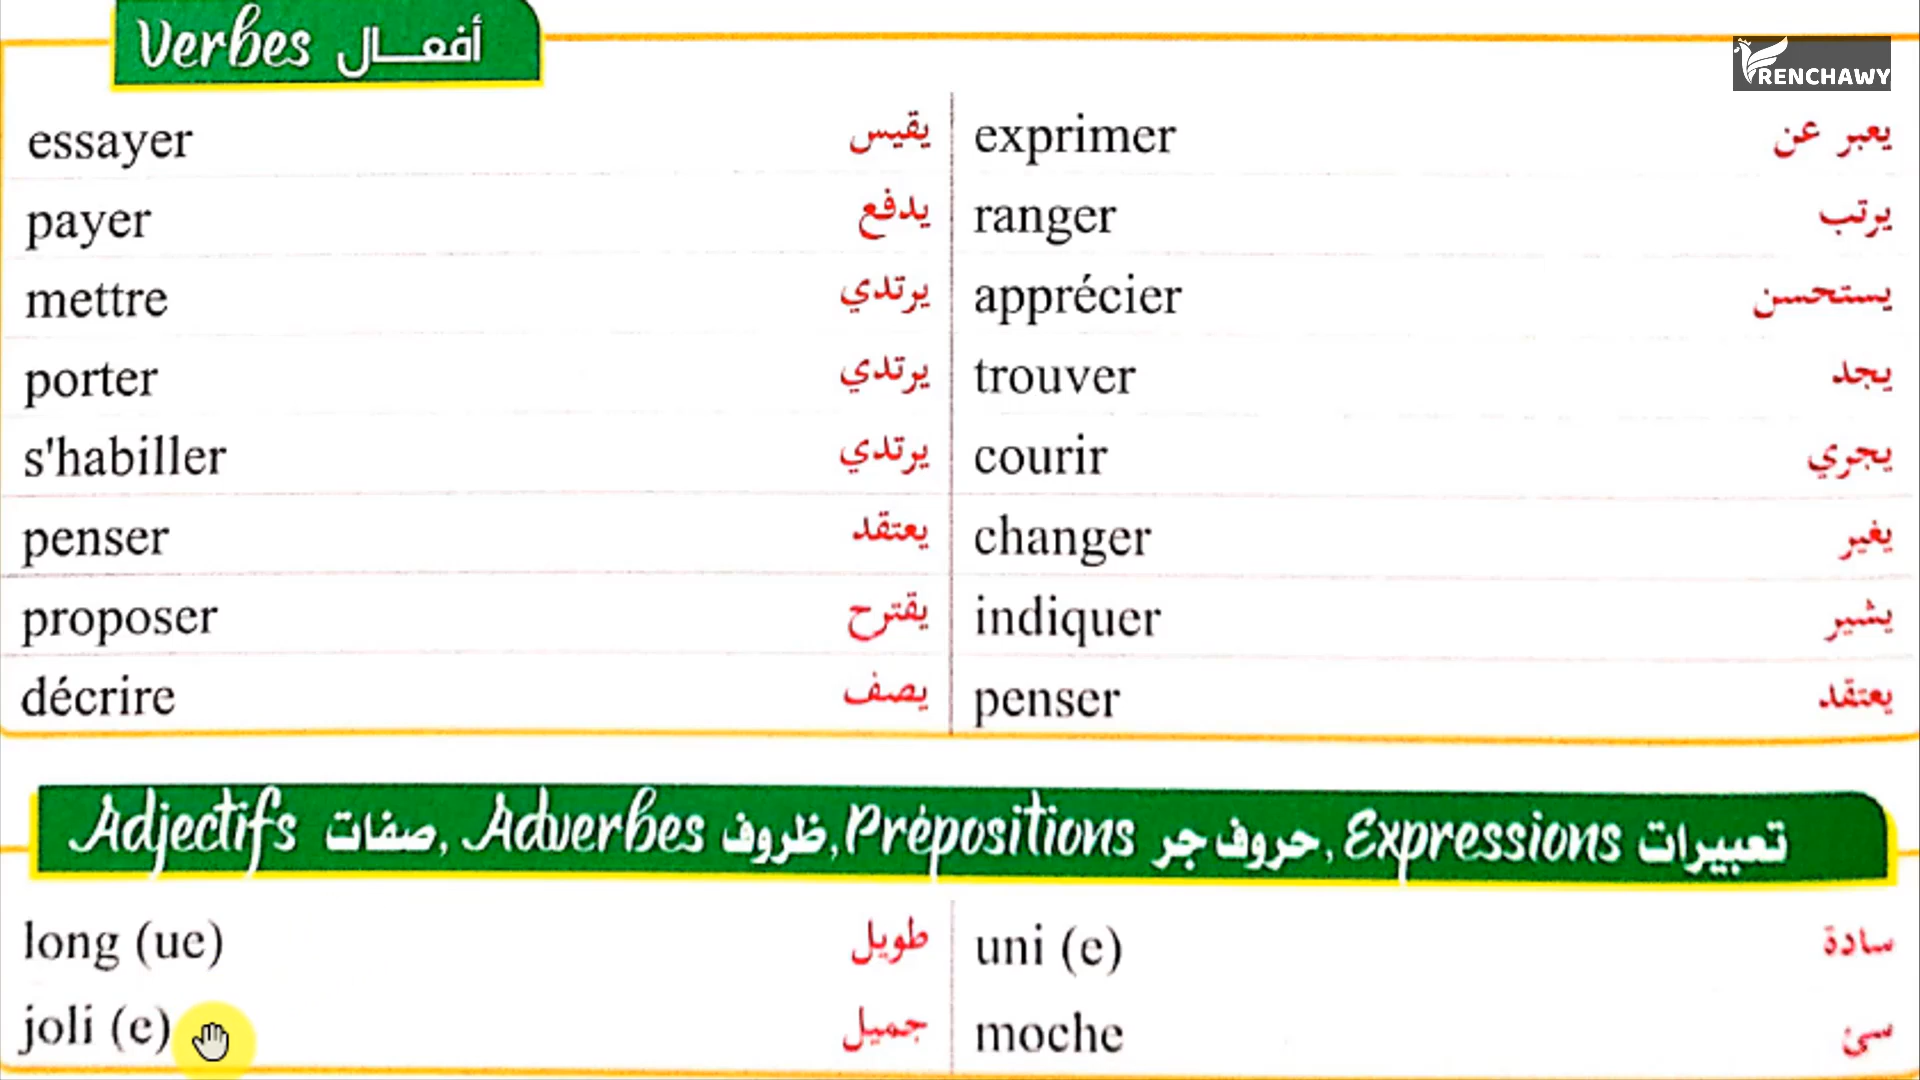 Verbes أفعال
RENCHAWY
essayer يقيس exprimer يعبر عن
payer يدفع ranger يرتب
mettre يرتدي apprécier يستحسن
porter يرتدي trouver يجد
s'habiller يرتدي courir يجري
penser يعتقد changer يغير
proposer يقترح indiquer يشير
décrire يصف penser يعتقد
Adjectifs صفات, Adverbes ظروف, Prépositions حروف جر, Expressions تعبيرات
long (ue) طويل uni (e) سادة
joli (e) جميل moche سئ